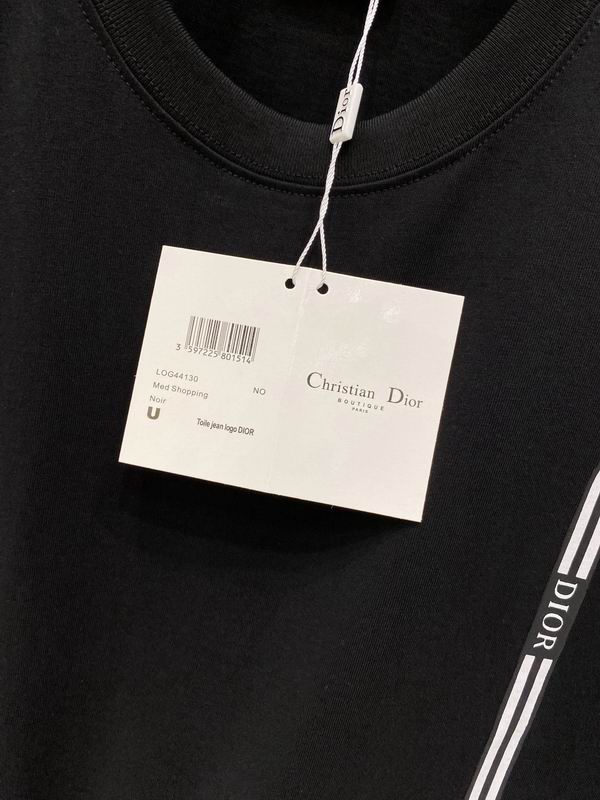 Dior
3 597225 801514
LOG44130
Med Shopping NO
Noir
U
Toile jean logo DIOR
Christian Dior
BOUTIQUE
PARIS
DIOR